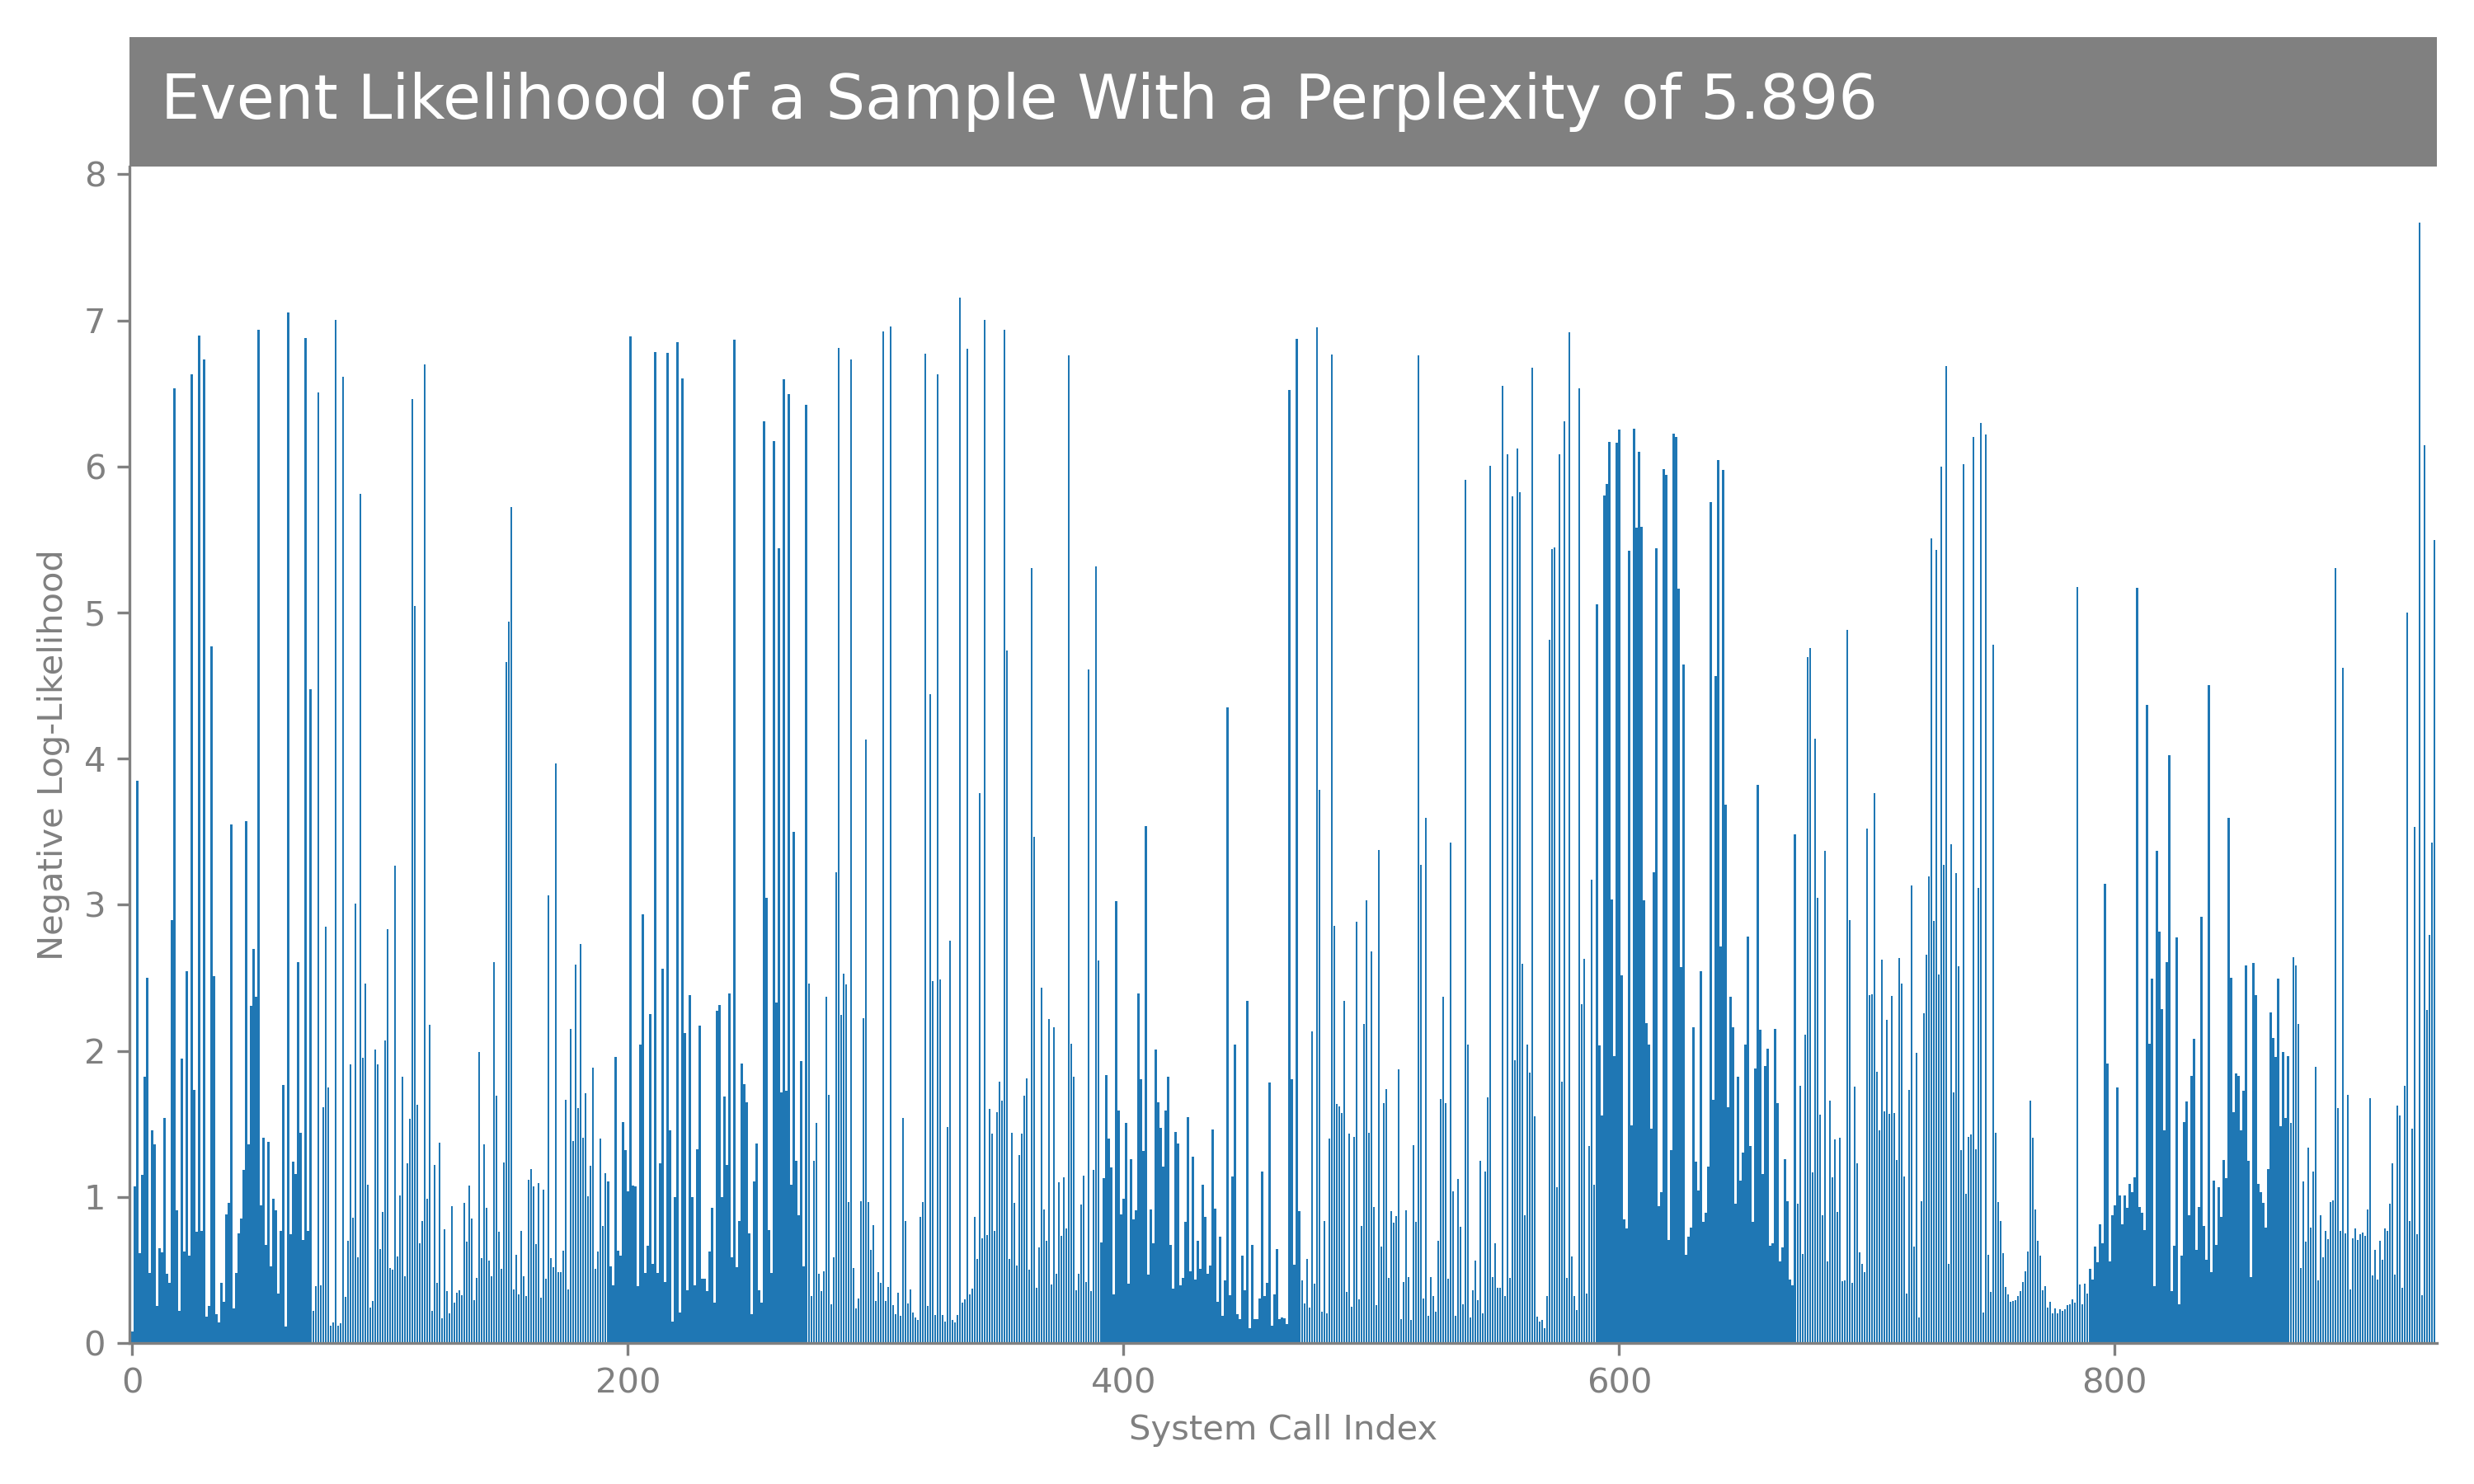 Event Likelihood of a Sample With a Perplexity of 5.896
8
7
6
5
4
3
2
1
0
Negative Log-Likelihood
0 200 400 600 800
System Call Index